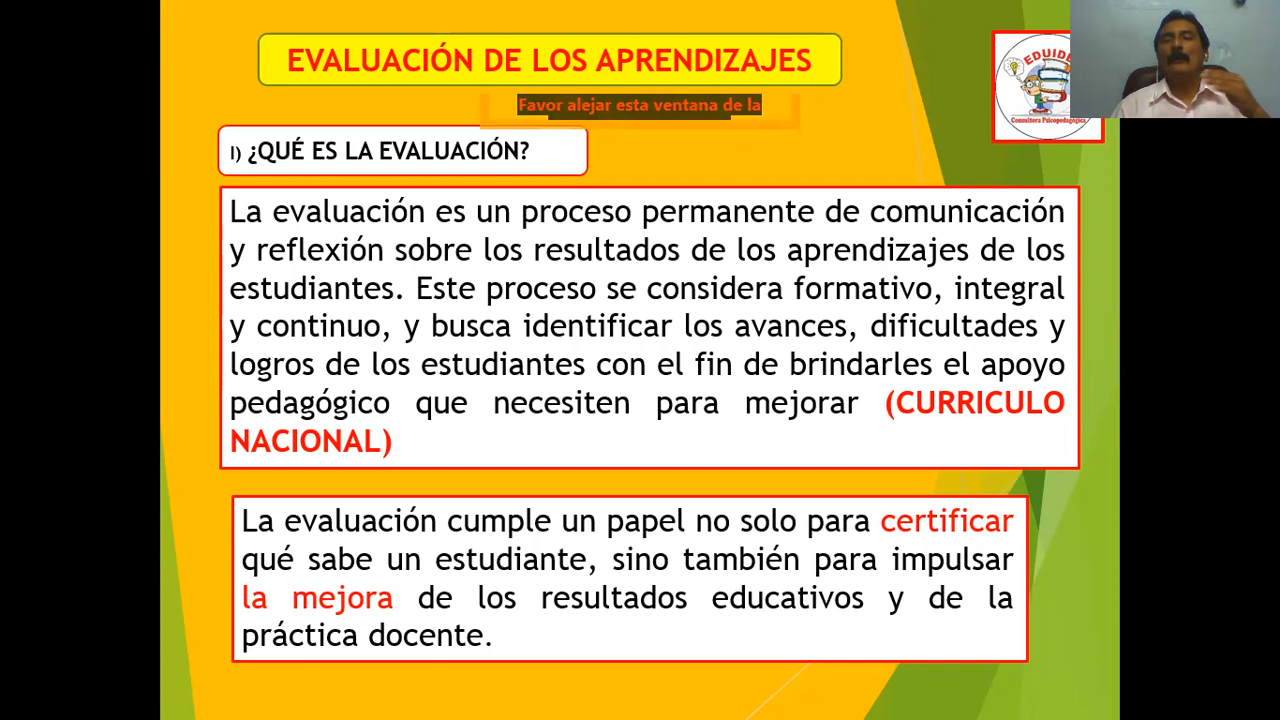 EVALUACIÓN DE LOS APRENDIZAJES
Favor alejar esta ventana de la
I) ¿QUÉ ES LA EVALUACIÓN?
La evaluación es un proceso permanente de comunicación
y reflexión sobre los resultados de los aprendizajes de los
estudiantes. Este proceso se considera formativo, integral
y continuo, y busca identificar los avances, dificultades y
logros de los estudiantes con el fin de brindarles el apoyo
pedagógico que necesiten para mejorar (CURRICULO
NACIONAL)
La evaluación cumple un papel no solo para certificar
qué sabe un estudiante, sino también para impulsar
la mejora de los resultados educativos y de la
práctica docente.
Consultora Psicopedagógica